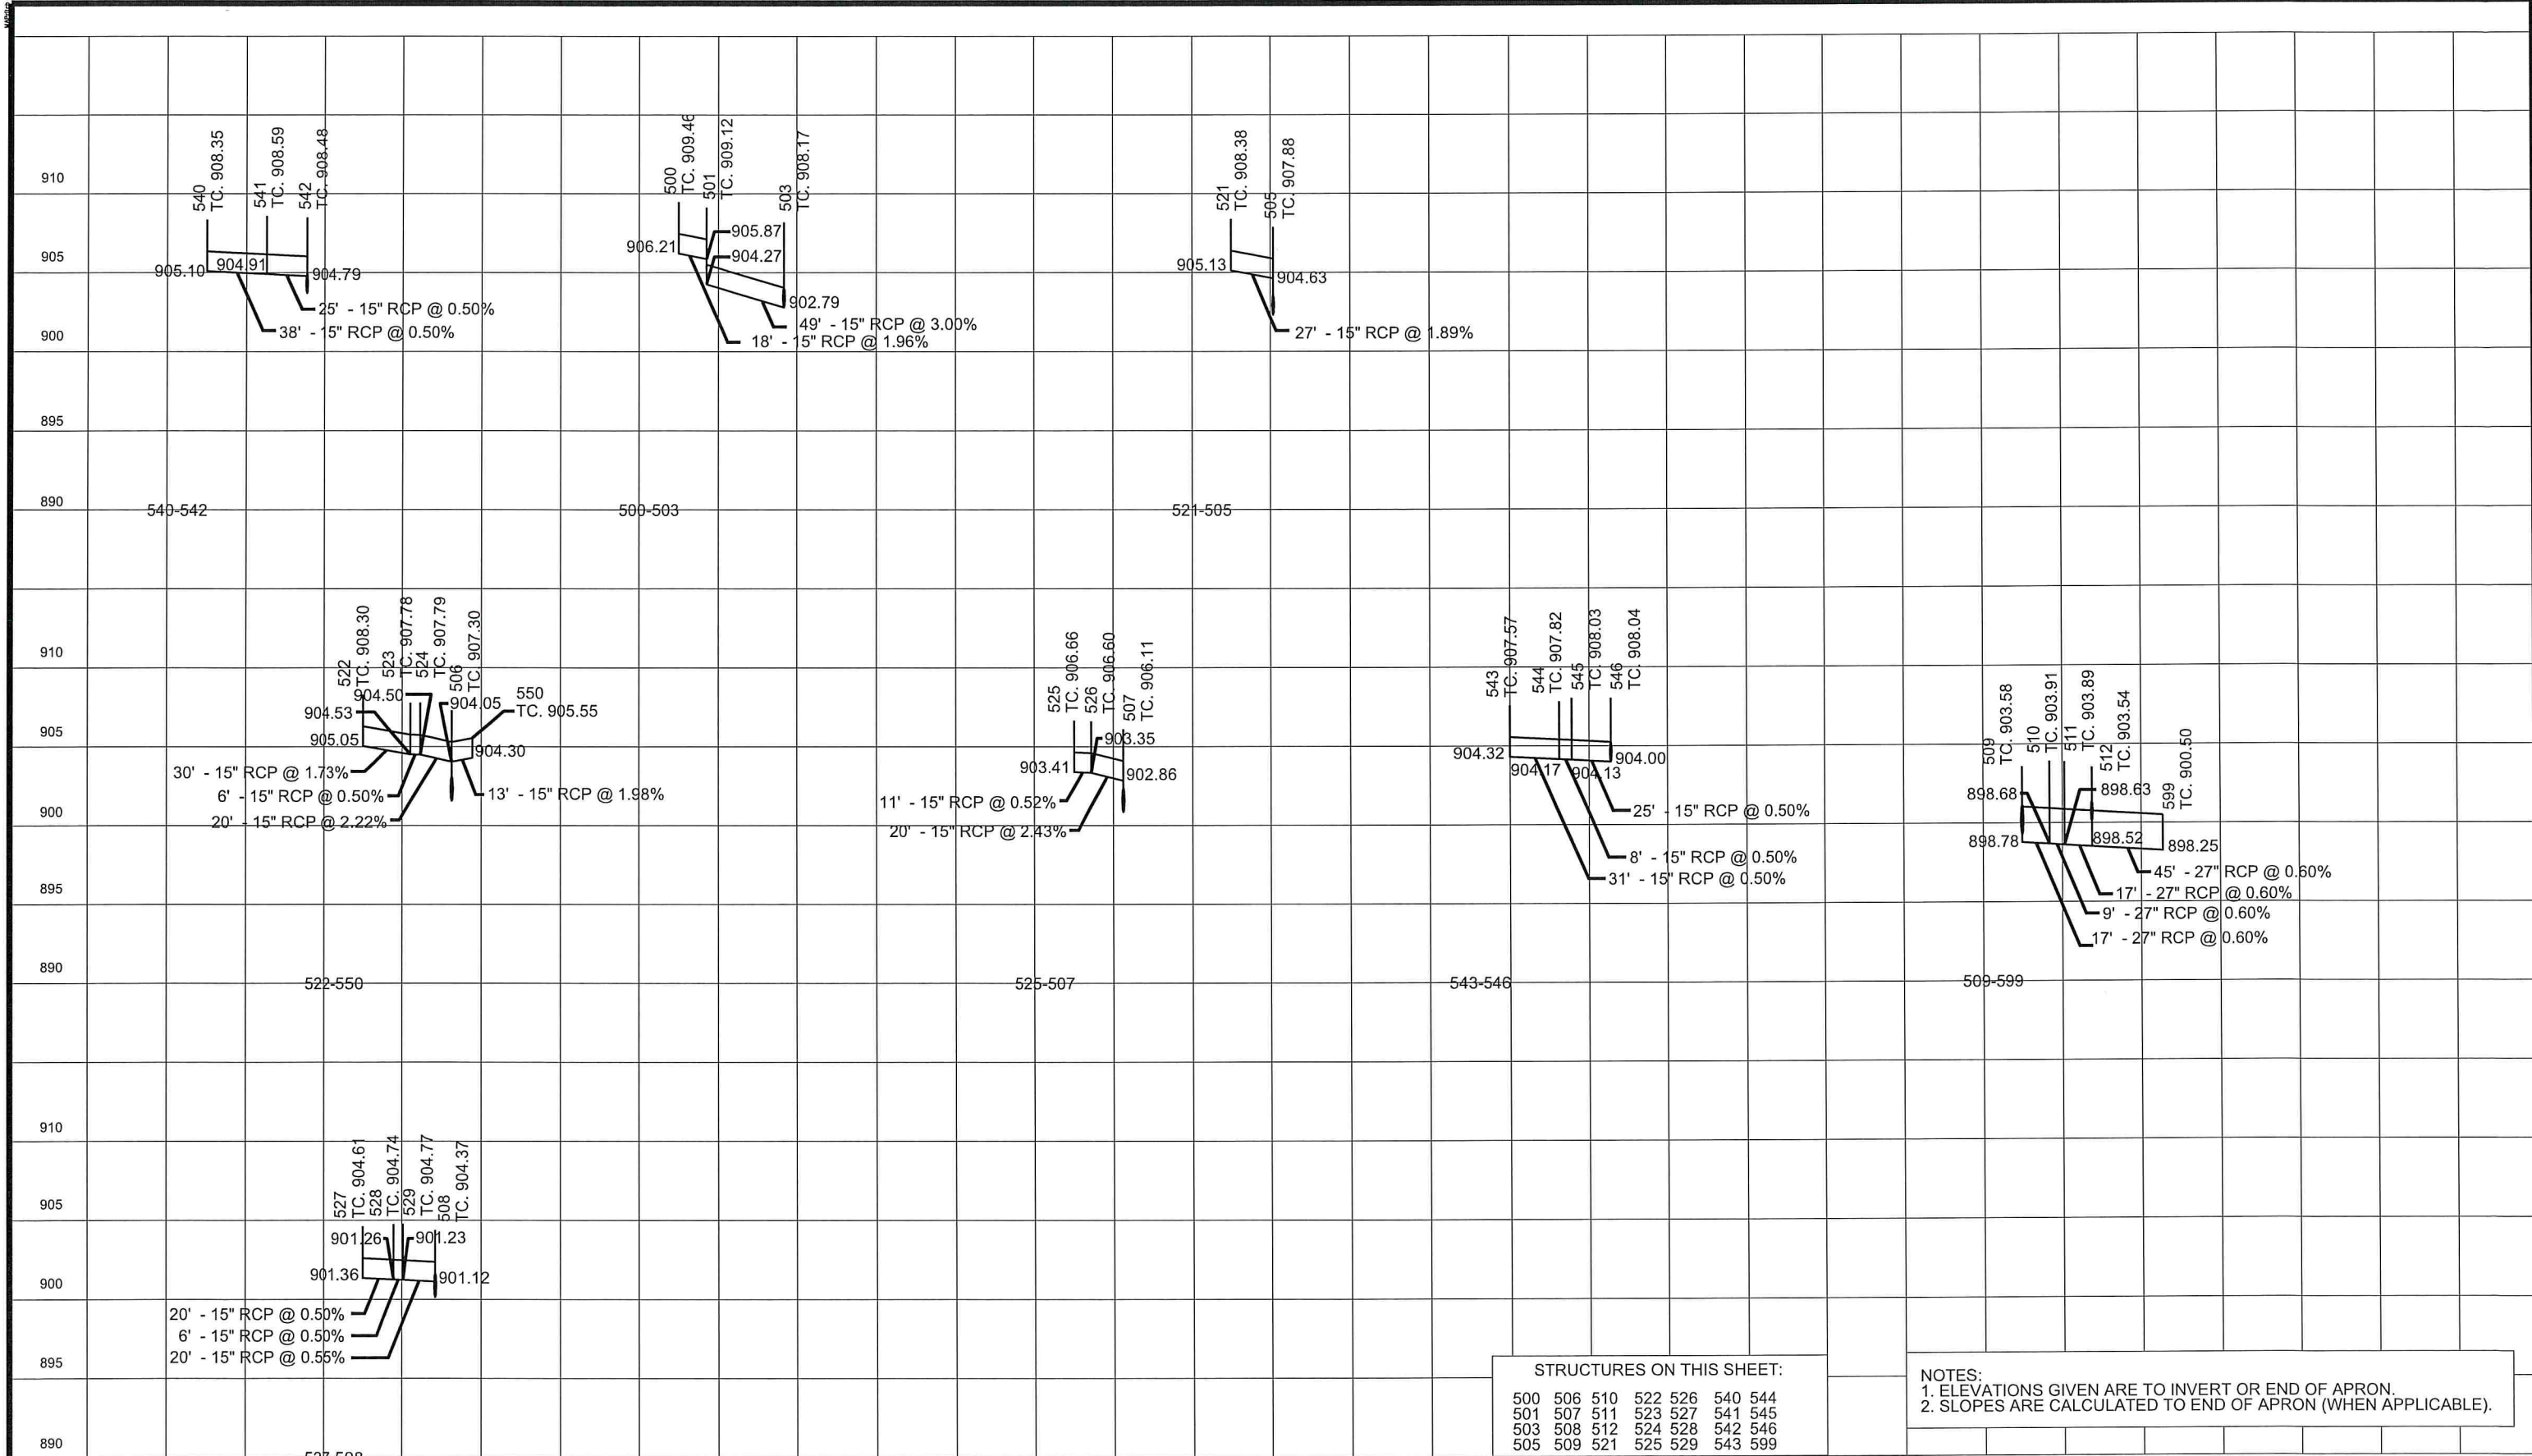 540
TC. 908.35
541
TC. 908.59
542
TC. 908.48
905.10
904.91
904.79
25' - 15" RCP @ 0.50%
38' - 15" RCP @ 0.50%
540-542
500
TC. 909.46
501
TC. 909.12
503
TC. 908.17
906.21
905.87
904.27
902.79
49' - 15" RCP @ 3.00%
18' - 15" RCP @ 1.96%
500-503
521
TC. 908.38
505
TC. 907.88
905.13
904.63
27' - 15" RCP @ 1.89%
521-505
910
905
900
895
890
522
TC. 908.30
523
TC. 907.78
524
TC. 907.79
506
TC. 907.30
550
TC. 905.55
904.50
904.05
904.53
905.05
904.30
30' - 15" RCP @ 1.73%
6' - 15" RCP @ 0.50%
20' - 15" RCP @ 2.22%
13' - 15" RCP @ 1.98%
522-550
525
TC. 906.66
526
TC. 906.60
507
TC. 906.11
903.35
903.41
902.86
11' - 15" RCP @ 0.52%
20' - 15" RCP @ 2.43%
525-507
543
TC. 907.57
544
TC. 907.82
545
TC. 908.03
546
TC. 908.04
904.32
904.17
904.13
904.00
25' - 15" RCP @ 0.50%
8' - 15" RCP @ 0.50%
31' - 15" RCP @ 0.50%
543-546
509
TC. 903.58
510
TC. 903.91
511
TC. 903.89
512
TC. 903.54
599
TC. 900.50
898.68
898.63
898.78
898.52
898.25
45' - 27" RCP @ 0.60%
17' - 27" RCP @ 0.60%
9' - 27" RCP @ 0.60%
17' - 27" RCP @ 0.60%
509-599
910
905
900
895
890
527
TC. 904.61
528
TC. 904.74
529
TC. 904.77
508
TC. 904.37
901.26
901.23
901.36
901.12
20' - 15" RCP @ 0.50%
6' - 15" RCP @ 0.50%
20' - 15" RCP @ 0.55%
910
905
900
895
890
STRUCTURES ON THIS SHEET:
500 506 510 522 526 540 544
501 507 511 523 527 541 545
503 508 512 524 528 542 546
505 509 521 525 529 543 599
NOTES:
1. ELEVATIONS GIVEN ARE TO INVERT OR END OF APRON.
2. SLOPES ARE CALCULATED TO END OF APRON (WHEN APPLICABLE).